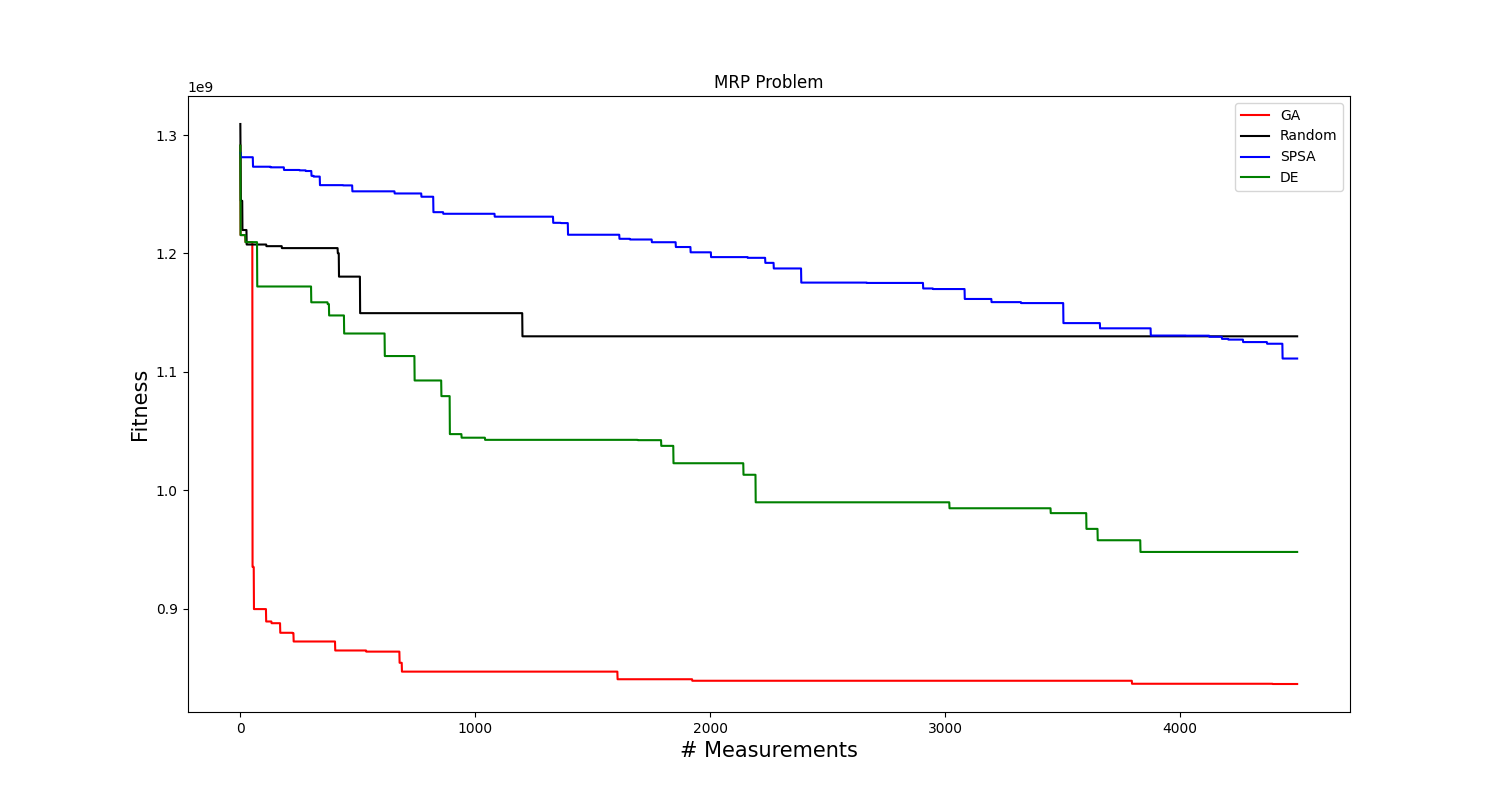 MRP Problem
1e9
1.3
1.2
1.1
1.0
0.9
Fitness
GA
Random
SPSA
DE
0 1000 2000 3000 4000
# Measurements